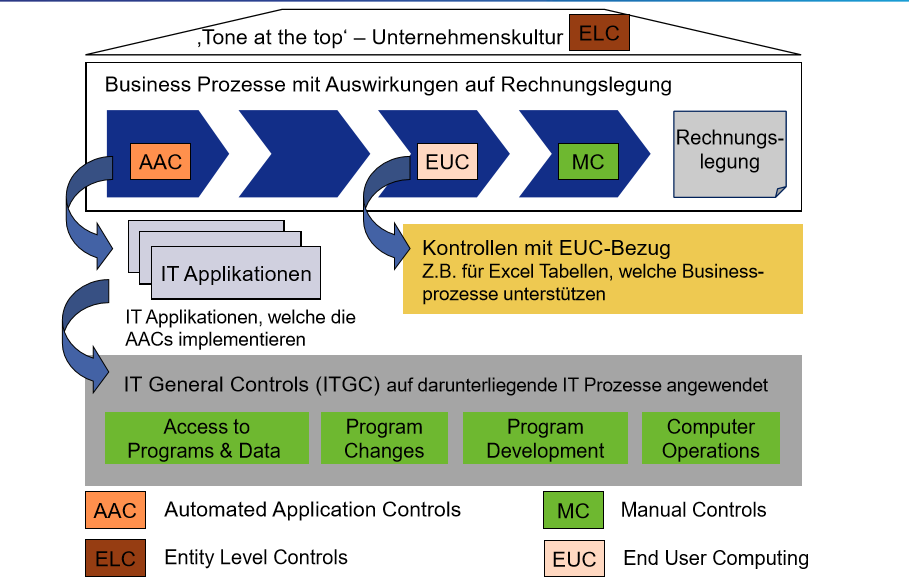 ‚Tone at the top‘ – Unternehmenskultur ELC
Business Prozesse mit Auswirkungen auf Rechnungslegung
AAC
EUC
MC
Rechnungs-
legung
IT Applikationen
IT Applikationen, welche die
AACs implementieren
Kontrollen mit EUC-Bezug
Z.B. für Excel Tabellen, welche Business-
prozesse unterstützen
IT General Controls (ITGC) auf darunterliegende IT Prozesse angewendet
Access to
Programs & Data
Program
Changes
Program
Development
Computer
Operations
AAC Automated Application Controls
MC Manual Controls
ELC Entity Level Controls
EUC End User Computing